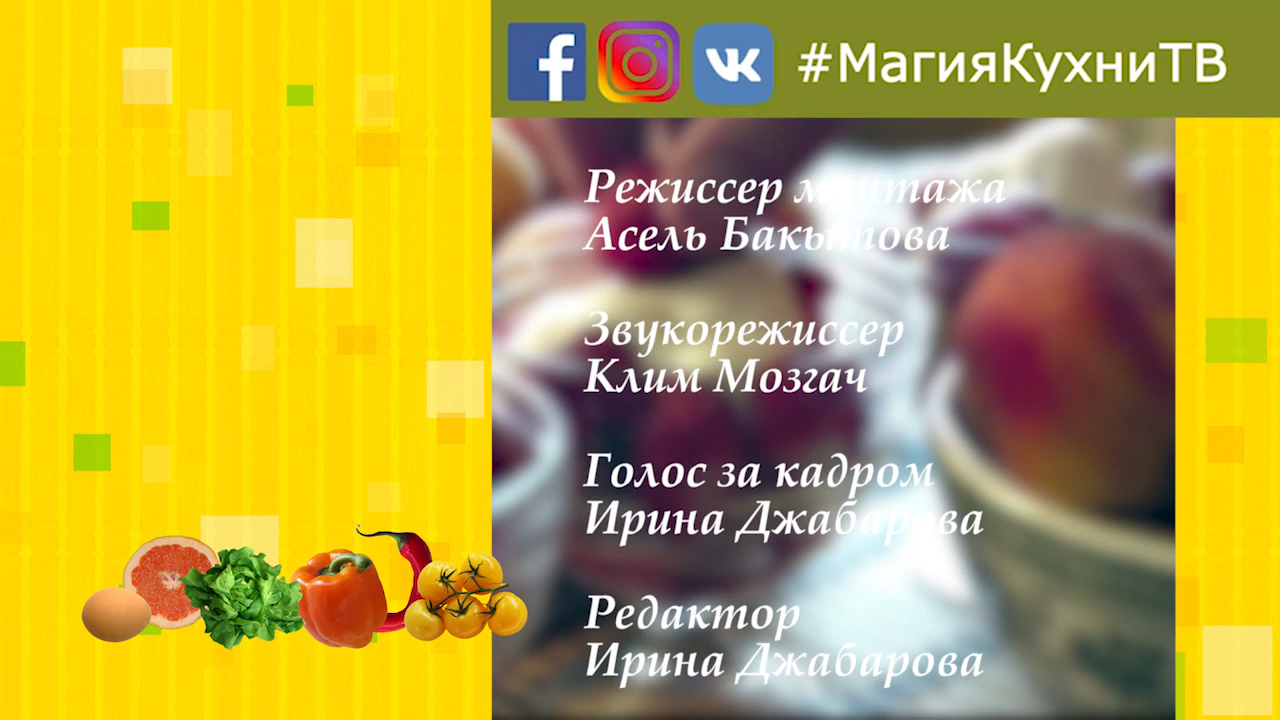 #МагияКухниТВ
Режиссер монтажа
Асель Бакытова
Звукорежиссер
Клим Мозгач
Голос за кадром
Ирина Джабарова
Редактор
Ирина Джабарова